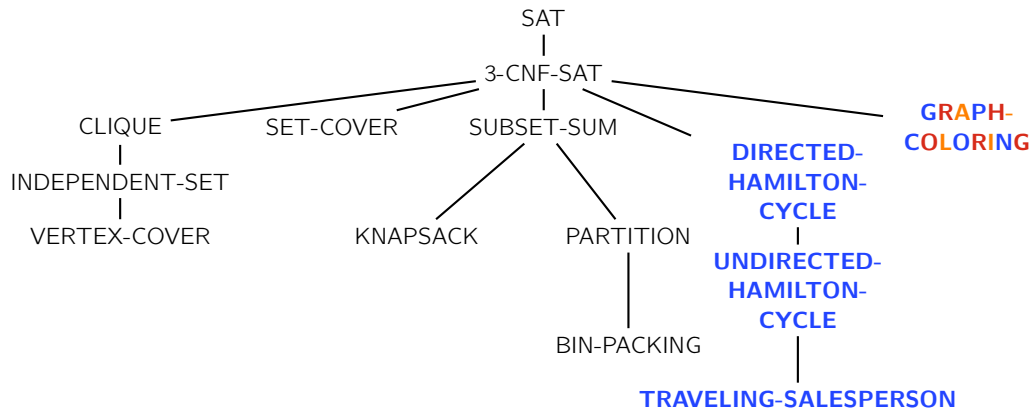 SAT
3-CNF-SAT
CLIQUE
SET-COVER
SUBSET-SUM
GRAPH-
COLORING
DIRECTED-
HAMILTON-
CYCLE
INDEPENDENT-SET
VERTEX-COVER
KNAPSACK
PARTITION
UNDIRECTED-
HAMILTON-
CYCLE
BIN-PACKING
TRAVELING-SALESPERSON